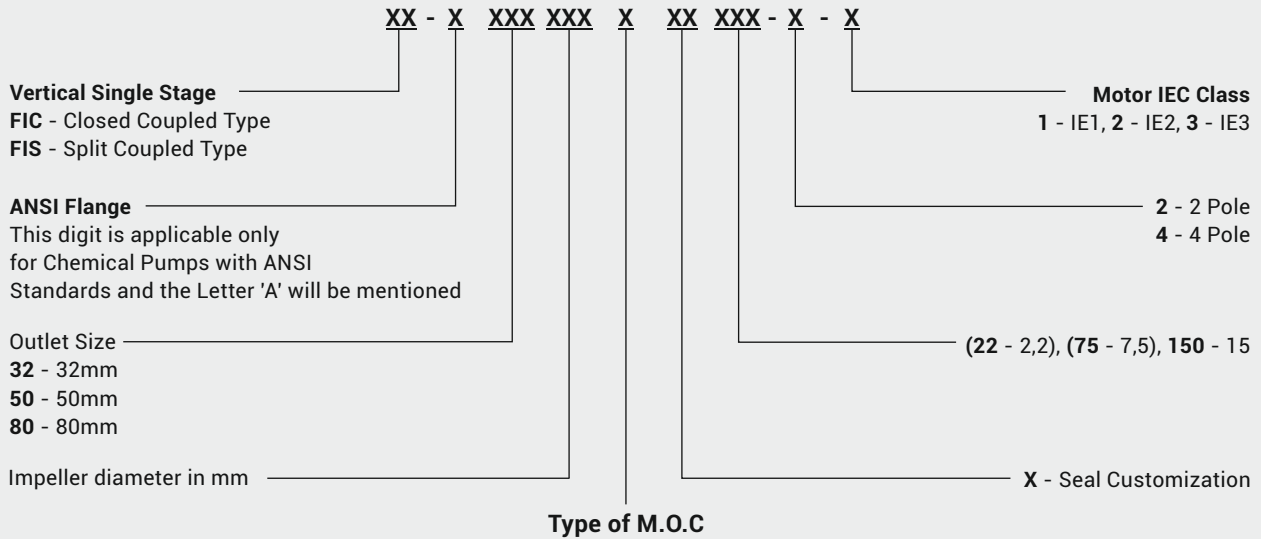 XX - X XXX XXX X XX XXX - X - X
Vertical Single Stage
FIC - Closed Coupled Type
FIS - Split Coupled Type
ANSI Flange
This digit is applicable only
for Chemical Pumps with ANSI
Standards and the Letter 'A' will be mentioned
Outlet Size
32 - 32mm
50 - 50mm
80 - 80mm
Impeller diameter in mm
Type of M.O.C
Motor IEC Class
1 - IE1, 2 - IE2, 3 - IE3
2 - 2 Pole
4 - 4 Pole
(22 - 2,2), (75 - 7,5), 150 - 15
X - Seal Customization